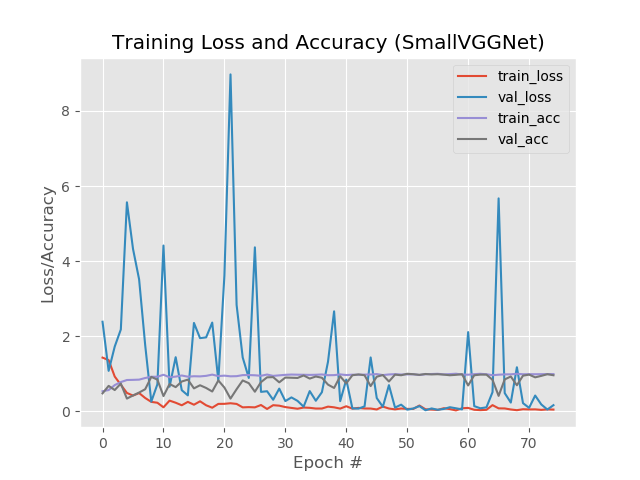 Training Loss and Accuracy (SmallVGGNet)
train_loss
val_loss
train_acc
val_acc
8
6
4
2
0
Loss/Accuracy
0 10 20 30 40 50 60 70
Epoch #